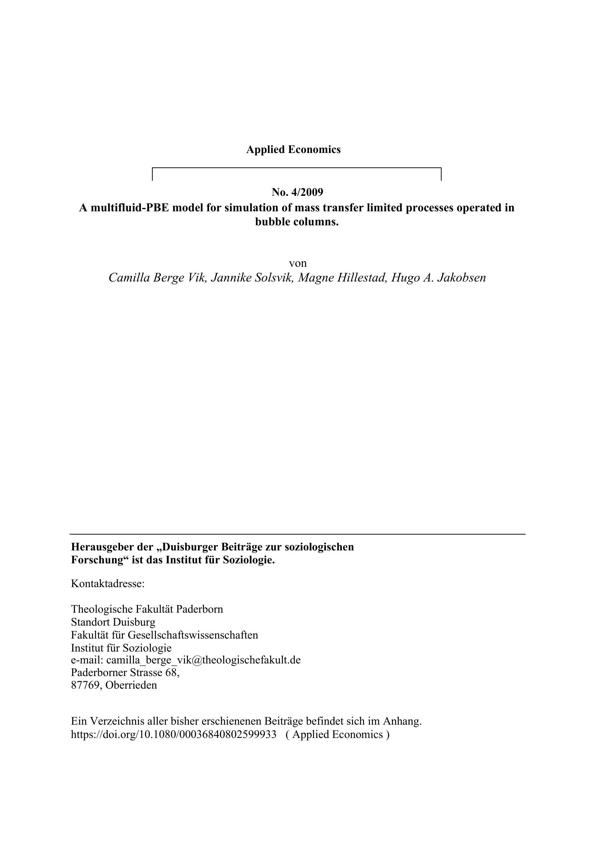 Applied Economics
No. 4/2009
A multifluid-PBE model for simulation of mass transfer limited processes operated in
bubble columns.
von
Camilla Berge Vik, Jannike Solsvik, Magne Hillestad, Hugo A. Jakobsen
Herausgeber der „Duisburger Beiträge zur soziologischen
Forschung“ ist das Institut für Soziologie.
Kontaktadresse:
Theologische Fakultät Paderborn
Standort Duisburg
Fakultät für Gesellschaftswissenschaften
Institut für Soziologie
e-mail: camilla_berge_vik@theologischefakult.de
Paderborner Strasse 68,
87769, Oberrieden
Ein Verzeichnis aller bisher erschienenen Beiträge befindet sich im Anhang.
https://doi.org/10.1080/00036840802599933 ( Applied Economics )